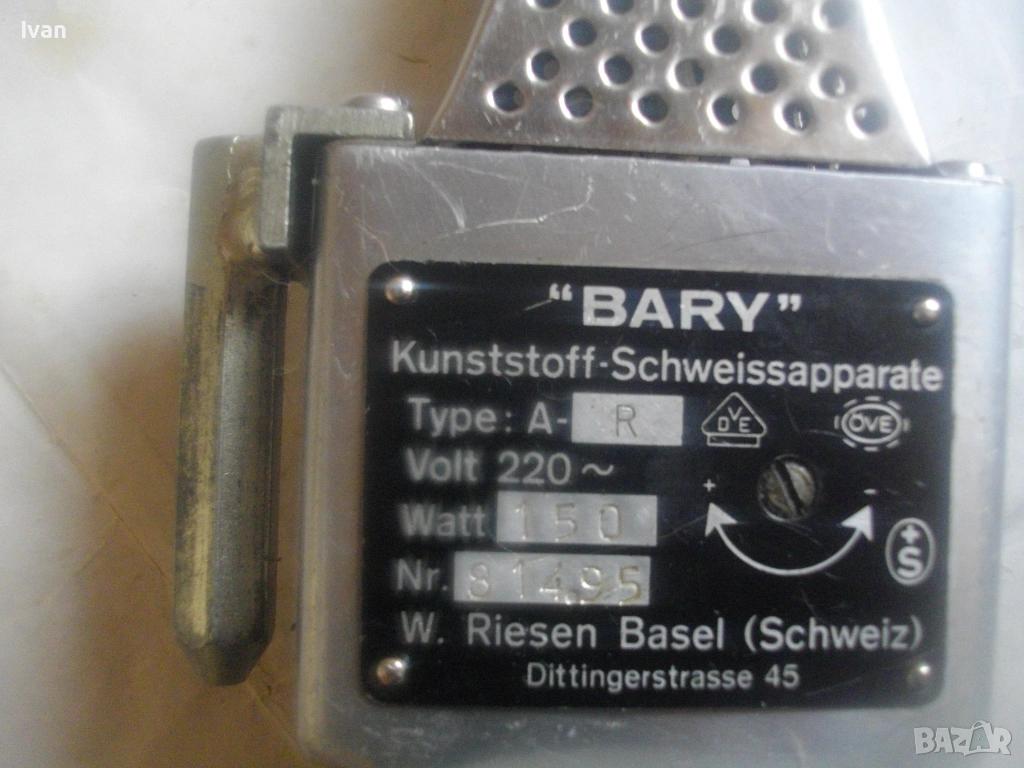 Ivan
"BARY"
Kunststoff-Schweissapparate
Type: A- R
DVE
ÖVE
Volt 220~
+ -
Watt 150
+S
Nr. 81495
W. Riesen Basel (Schweiz)
Dittingerstrasse 45
BAZAR